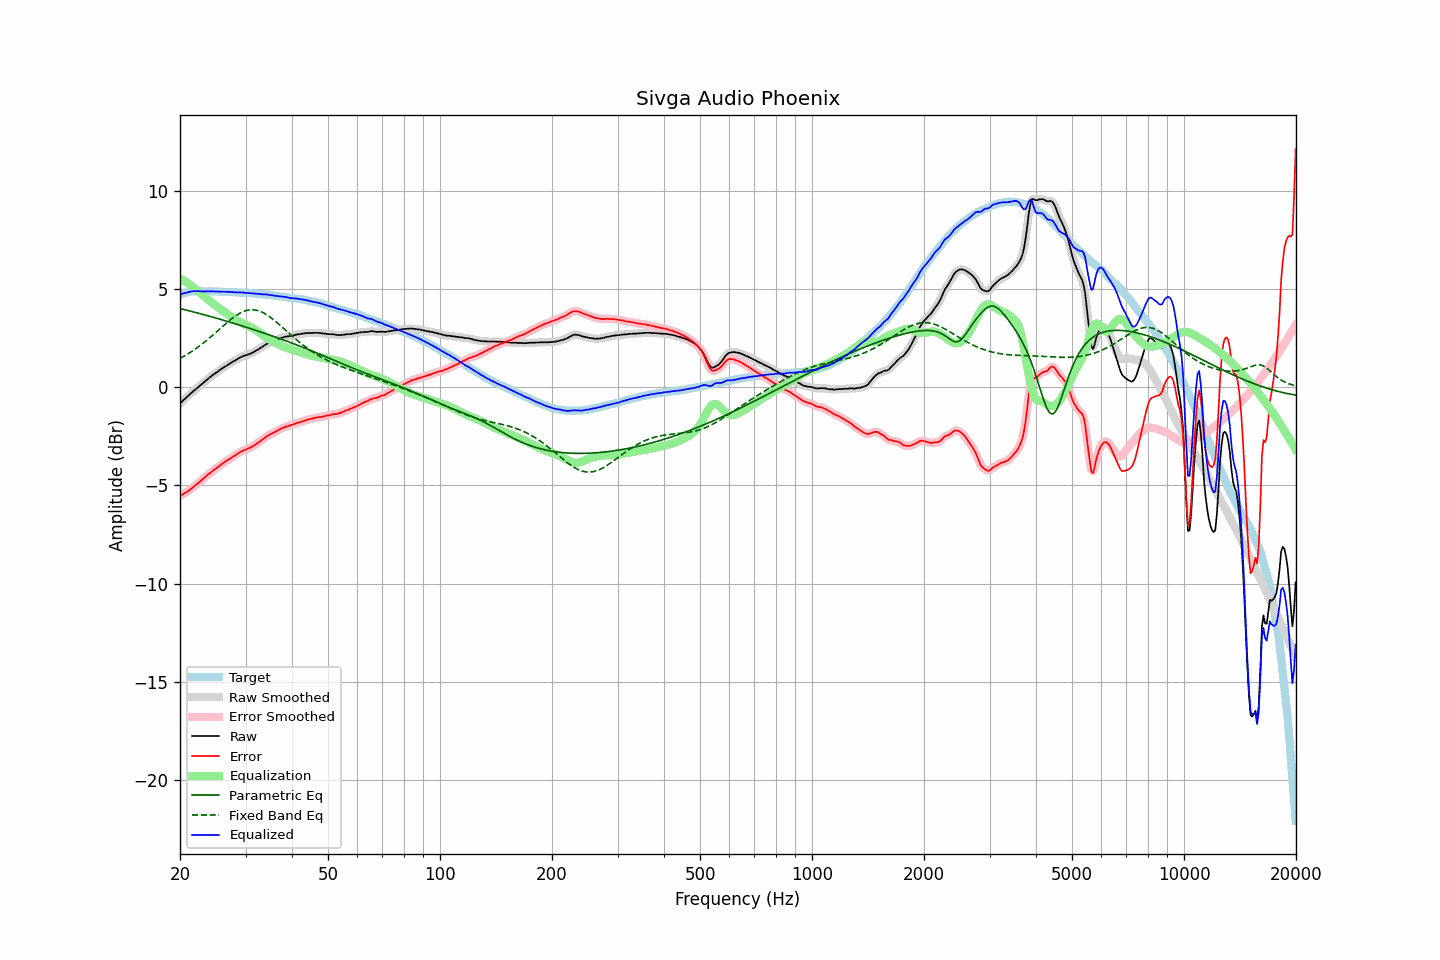 Sivga Audio Phoenix
Amplitude (dBr)
10
5
0
−5
−10
−15
−20
Target
Raw Smoothed
Error Smoothed
Raw
Error
Equalization
Parametric Eq
Fixed Band Eq
Equalized
20 50 100 200 500 1000 2000 5000 10000 20000
Frequency (Hz)